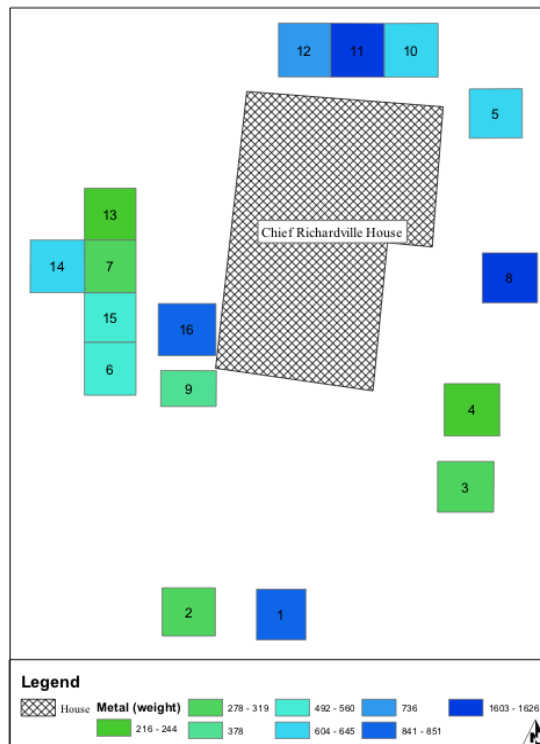 12 11 10
5
Chief Richardville House
13
14 7
8
15
16
6
9
4
3
2 1
Legend
House
Metal (weight)
216 - 244
278 - 319
378
492 - 560
604 - 645
736
841 - 851
1603 - 1626